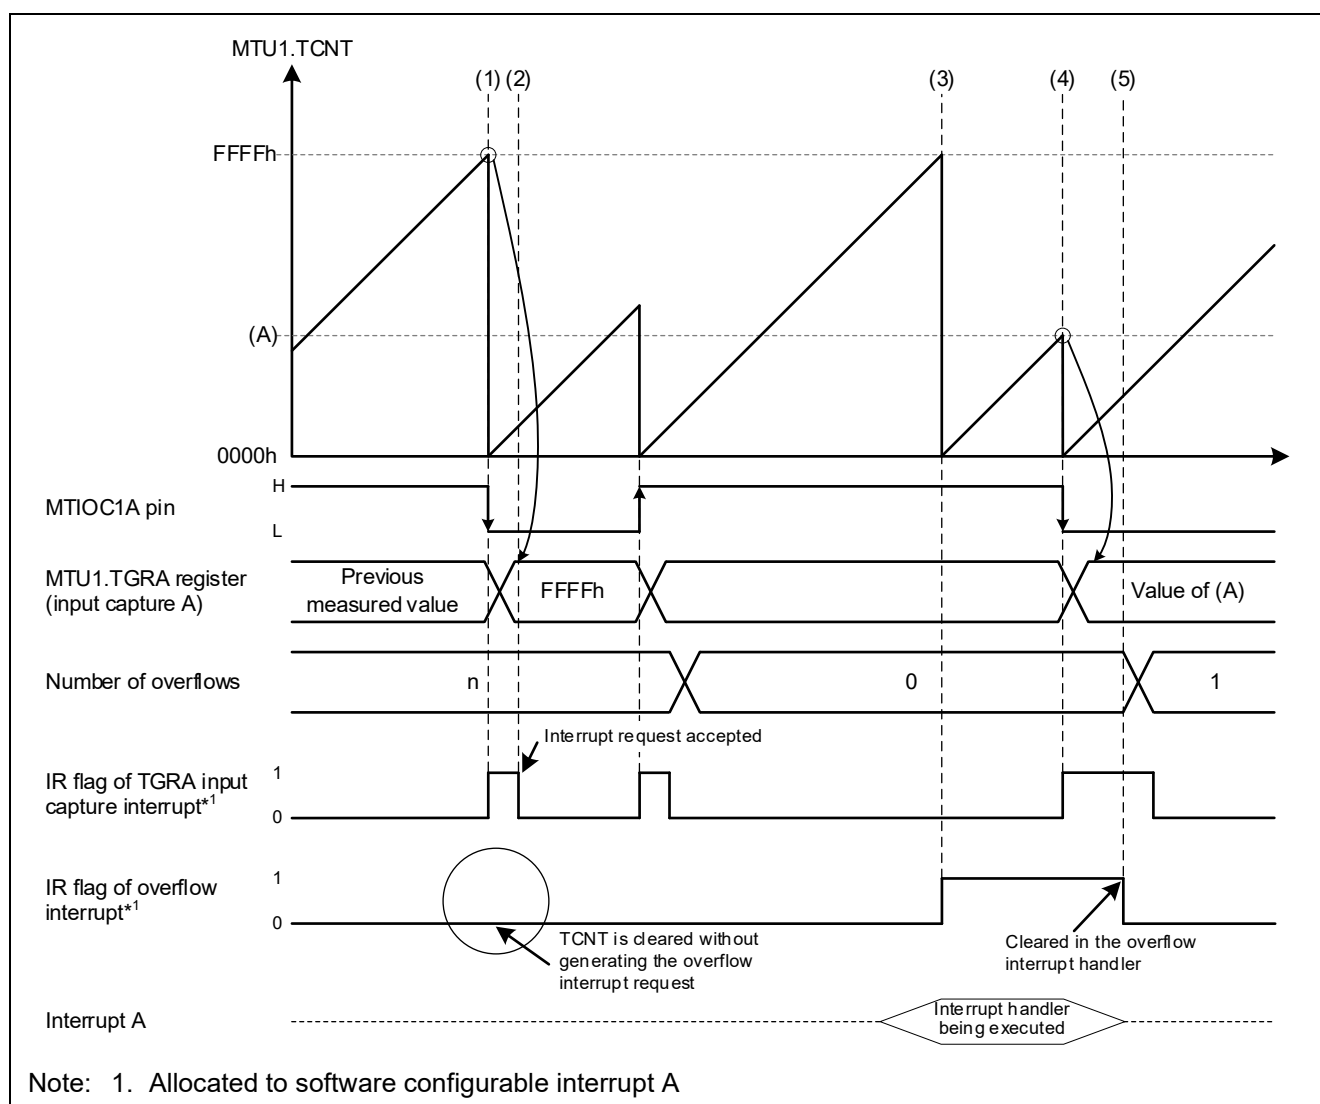 MTU1.TCNT
(1) (2) (3) (4) (5)
FFFFh
(A)
0000h
MTIOC1A pin
H
L
MTU1.TGRA register
(input capture A)
Previous
measured value
FFFFh
Value of (A)
Number of overflows
n
0
1
Interrupt request accepted
IR flag of TGRA input
capture interrupt*1
1
0
IR flag of overflow
interrupt*1
1
0
TCNT is cleared without
generating the overflow
interrupt request
Cleared in the overflow
interrupt handler
Interrupt A
Interrupt handler
being executed
Note: 1. Allocated to software configurable interrupt A